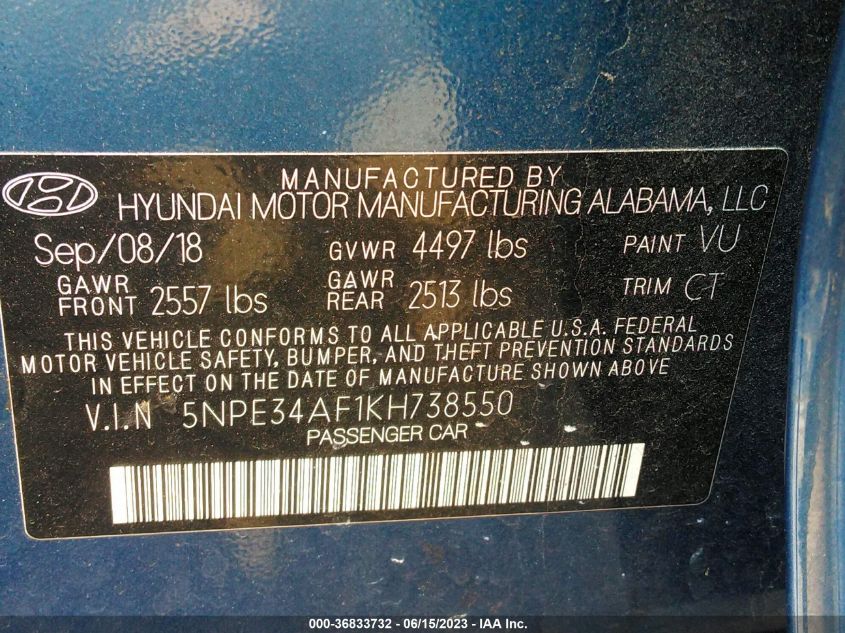 MANUFACTURED BY
HYUNDAI MOTOR MANUFACTURING ALABAMA, LLC
Sep/08/18 GVWR 4497 lbs PAINT VU
GAWR FRONT 2557 lbs GAWR REAR 2513 lbs TRIM CT
THIS VEHICLE CONFORMS TO ALL APPLICABLE U.S.A. FEDERAL
MOTOR VEHICLE SAFETY, BUMPER, AND THEFT PREVENTION STANDARDS
IN EFFECT ON THE DATE OF MANUFACTURE SHOWN ABOVE
V.I.N 5NPE34AF1KH738550
PASSENGER CAR
000-36833732 - 06/15/2023 - IAA Inc.